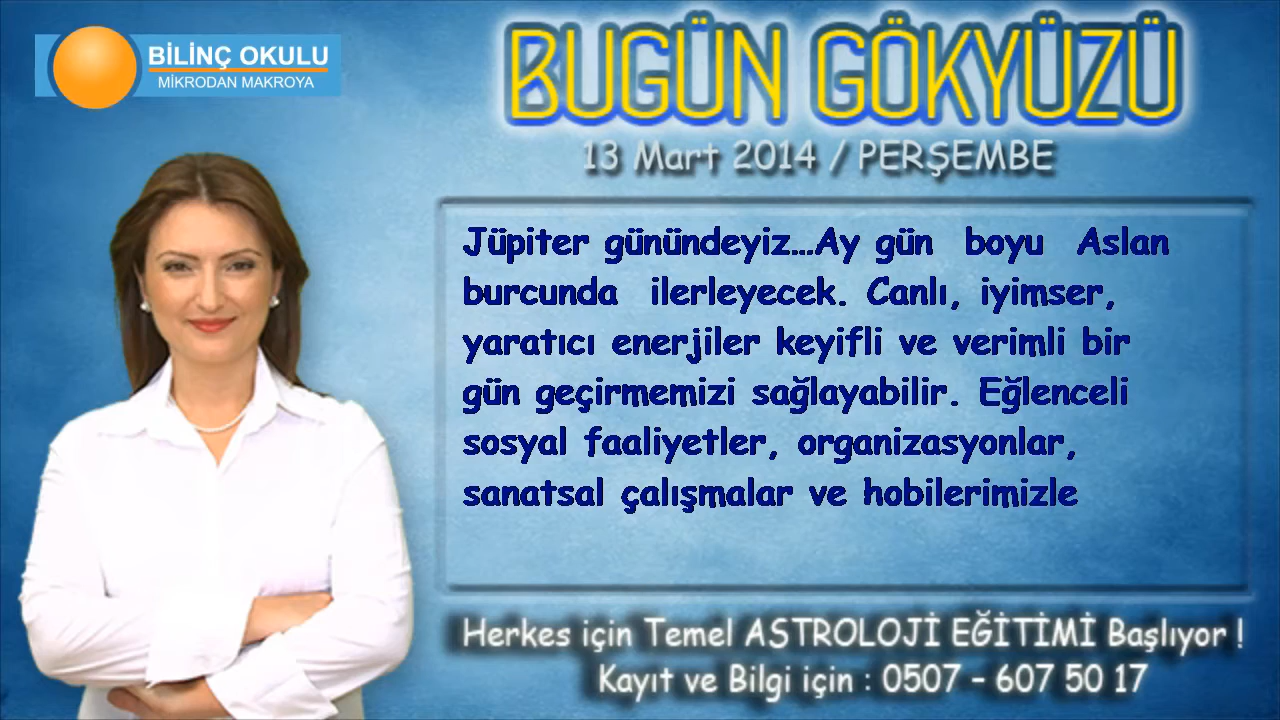 BİLİNÇ OKULU
MİKRODAN MAKROYA
BUGÜN GÖKYÜZÜ
13 Mart 2014 / PERŞEMBE
Jüpiter günündeyiz...Ay gün boyu Aslan
burcunda ilerleyecek. Canlı, iyimser,
yaratıcı enerjiler keyifli ve verimli bir
gün geçirmemizi sağlayabilir. Eğlenceli
sosyal faaliyetler, organizasyonlar,
sanatsal çalışmalar ve hobilerimizle
Herkes için Temel ASTROLOJİ EĞİTİMİ Başlıyor !
Kayıt ve Bilgi için : 0507 – 607 50 17